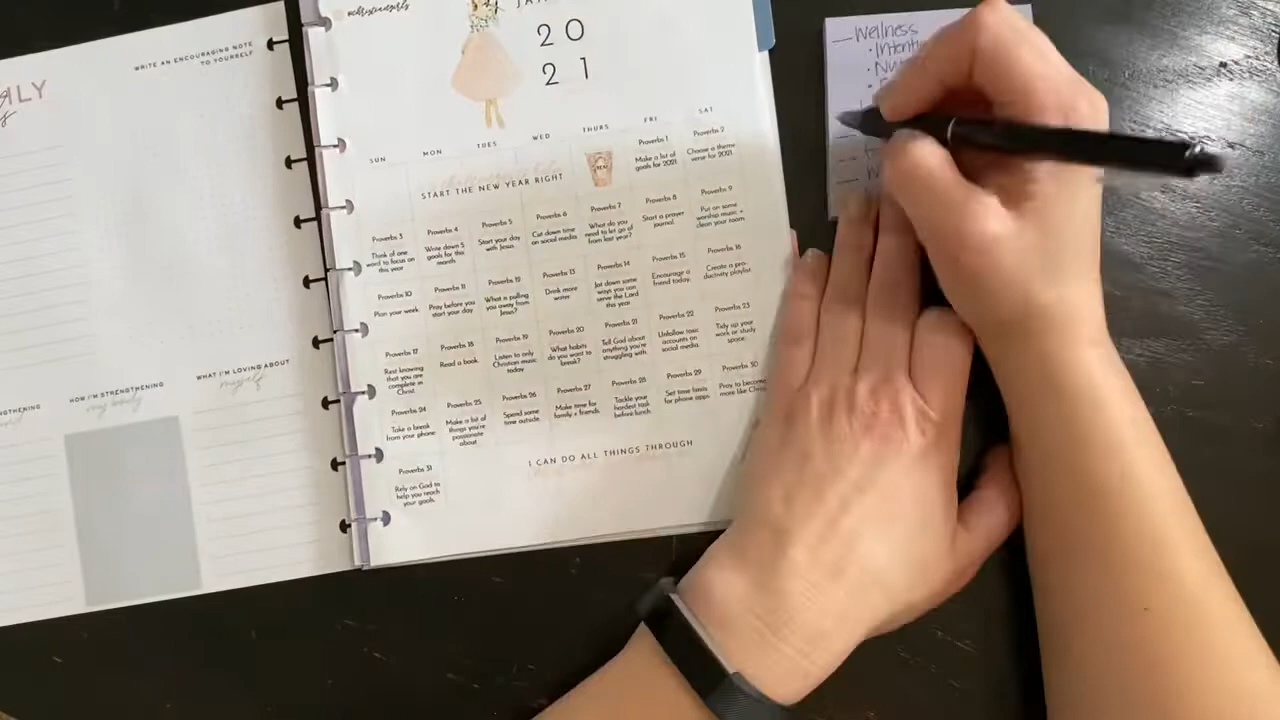 WRITE AN ENCOURAGING NOTE
TO YOURSELF
HOW I'M STRENGTHENING
my body
WHAT I'M LOVING ABOUT
myself
@christiangirls
20
21
SUN MON TUES WED THURS FRI SAT
START THE NEW YEAR RIGHT
Proverbs 1
Make a list of
goals for 2021.
Proverbs 2
Choose a theme
verse for 2021.
Proverbs 3
Think of one
word to focus on
this year
Proverbs 4
Write down 5
goals for this
month
Proverbs 5
Start your day
with Jesus.
Proverbs 6
Cut down time
on social media.
Proverbs 7
What do you
need to let go of
from last year?
Proverbs 8
Start a prayer
journal.
Proverbs 9
Put on some
worship music +
clean your room.
Proverbs 10
Plan your week.
Proverbs 11
Pray before you
start your day
Proverbs 12
What is pulling
you away from
Jesus?
Proverbs 13
Drink more
water.
Proverbs 14
Jot down some
ways you can
serve the Lord
this year.
Proverbs 15
Encourage a
friend today.
Proverbs 16
Create a pro-
ductivity playlist.
Proverbs 17
Rest knowing
that you are
complete in
Christ.
Proverbs 18
Read a book.
Proverbs 19
Listen to only
Christian music
today
Proverbs 20
What habits
do you want to
break?
Proverbs 21
Tell God about
anything you're
struggling with.
Proverbs 22
Unfollow toxic
accounts on
social media.
Proverbs 23
Tidy up your
work or study
space.
Proverbs 24
Take a break
from your phone
Proverbs 25
Make a list of
things you're
passionate
about.
Proverbs 26
Spend some
time outside.
Proverbs 27
Make time for
family + friends.
Proverbs 28
Tackle your
hardest task
before lunch.
Proverbs 29
Set time limits
for phone apps.
Proverbs 30
Pray to become
more like Christ
Proverbs 31
Rely on God to
help you reach
your goals.
I CAN DO ALL THINGS THROUGH
Wellness